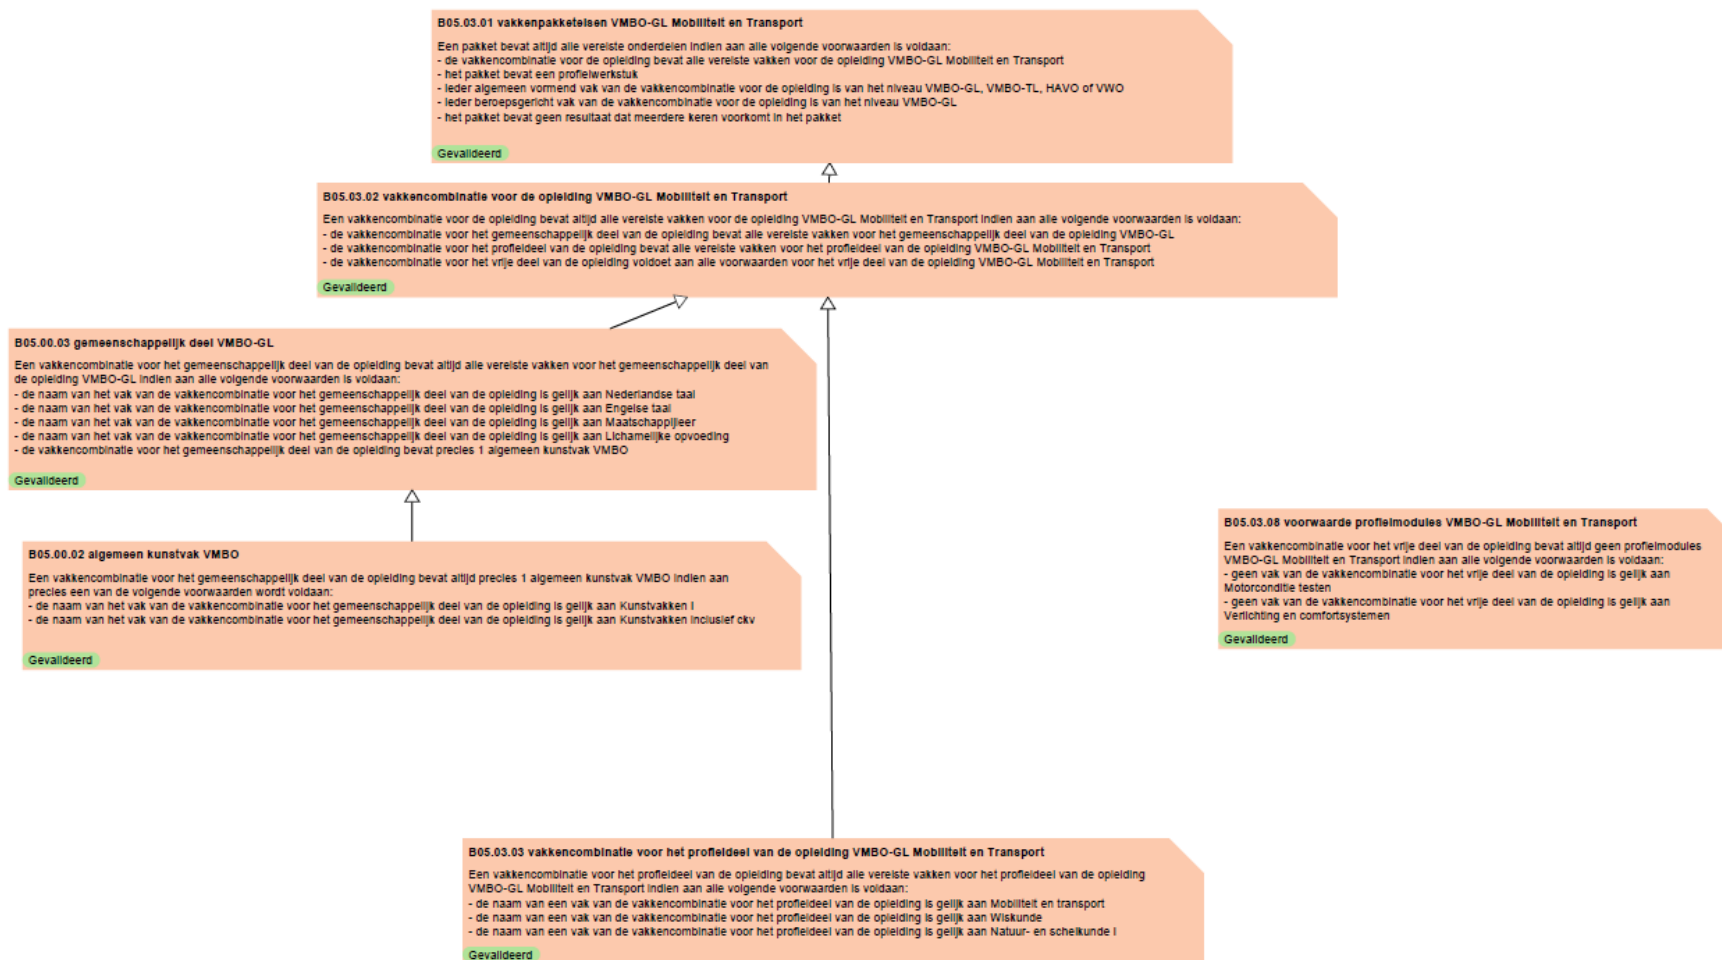 B05.03.01 vakkenpakketeisen VMBO-GL Mobiliteit en Transport
Een pakket bevat altijd alle vereiste onderdelen indien aan alle volgende voorwaarden is voldaan:
- de vakkencombinatie voor de opleiding bevat alle vereiste vakken voor de opleiding VMBO-GL Mobiliteit en Transport
- het pakket bevat een profielwerkstuk
- ieder algemeen vormend vak van de vakkencombinatie voor de opleiding is van het niveau VMBO-GL, VMBO-TL, HAVO of VWO
- ieder beroepsgericht vak van de vakkencombinatie voor de opleiding is van het niveau VMBO-GL
- het pakket bevat geen resultaat dat meerdere keren voorkomt in het pakket
Gevalideerd
B05.03.02 vakkencombinatie voor de opleiding VMBO-GL Mobiliteit en Transport
Een vakkencombinatie voor de opleiding bevat altijd alle vereiste vakken voor de opleiding VMBO-GL Mobiliteit en Transport indien aan alle volgende voorwaarden is voldaan:
- de vakkencombinatie voor het gemeenschappelijk deel van de opleiding bevat alle vereiste vakken voor het gemeenschappelijk deel van de opleiding VMBO-GL
- de vakkencombinatie voor het profieldeel van de opleiding bevat alle vereiste vakken voor het profieldeel van de opleiding VMBO-GL Mobiliteit en Transport
- de vakkencombinatie voor het vrije deel van de opleiding voldoet aan alle voorwaarden voor het vrije deel van de opleiding VMBO-GL Mobiliteit en Transport
Gevalideerd
B05.00.03 gemeenschappelijk deel VMBO-GL
Een vakkencombinatie voor het gemeenschappelijk deel van de opleiding bevat altijd alle vereiste vakken voor het gemeenschappelijk deel van
de opleiding VMBO-GL indien aan alle volgende voorwaarden is voldaan:
- de naam van het vak van de vakkencombinatie voor het gemeenschappelijk deel van de opleiding is gelijk aan Nederlandse taal
- de naam van het vak van de vakkencombinatie voor het gemeenschappelijk deel van de opleiding is gelijk aan Engelse taal
- de naam van het vak van de vakkencombinatie voor het gemeenschappelijk deel van de opleiding is gelijk aan Maatschappijleer
- de naam van het vak van de vakkencombinatie voor het gemeenschappelijk deel van de opleiding is gelijk aan Lichamelijke opvoeding
- de vakkencombinatie voor het gemeenschappelijk deel van de opleiding bevat precies 1 algemeen kunstvak VMBO
Gevalideerd
B05.00.02 algemeen kunstvak VMBO
Een vakkencombinatie voor het gemeenschappelijk deel van de opleiding bevat altijd precies 1 algemeen kunstvak VMBO indien aan
precies een van de volgende voorwaarden wordt voldaan:
- de naam van het vak van de vakkencombinatie voor het gemeenschappelijk deel van de opleiding is gelijk aan Kunstvakken I
- de naam van het vak van de vakkencombinatie voor het gemeenschappelijk deel van de opleiding is gelijk aan Kunstvakken inclusief ckv
Gevalideerd
B05.03.08 voorwaarde profielmodules VMBO-GL Mobiliteit en Transport
Een vakkencombinatie voor het vrije deel van de opleiding bevat altijd geen profielmodules
VMBO-GL Mobiliteit en Transport indien aan alle volgende voorwaarden is voldaan:
- geen vak van de vakkencombinatie voor het vrije deel van de opleiding is gelijk aan
Motorconditie testen
- geen vak van de vakkencombinatie voor het vrije deel van de opleiding is gelijk aan
Verlichting en comfortsystemen
Gevalideerd
B05.03.03 vakkencombinatie voor het profieldeel van de opleiding VMBO-GL Mobiliteit en Transport
Een vakkencombinatie voor het profieldeel van de opleiding bevat altijd alle vereiste vakken voor het profieldeel van de opleiding
VMBO-GL Mobiliteit en Transport indien aan alle volgende voorwaarden is voldaan:
- de naam van een vak van de vakkencombinatie voor het profieldeel van de opleiding is gelijk aan Mobiliteit en transport
- de naam van een vak van de vakkencombinatie voor het profieldeel van de opleiding is gelijk aan Wiskunde
- de naam van een vak van de vakkencombinatie voor het profieldeel van de opleiding is gelijk aan Natuur- en scheikunde I
Gevalideerd